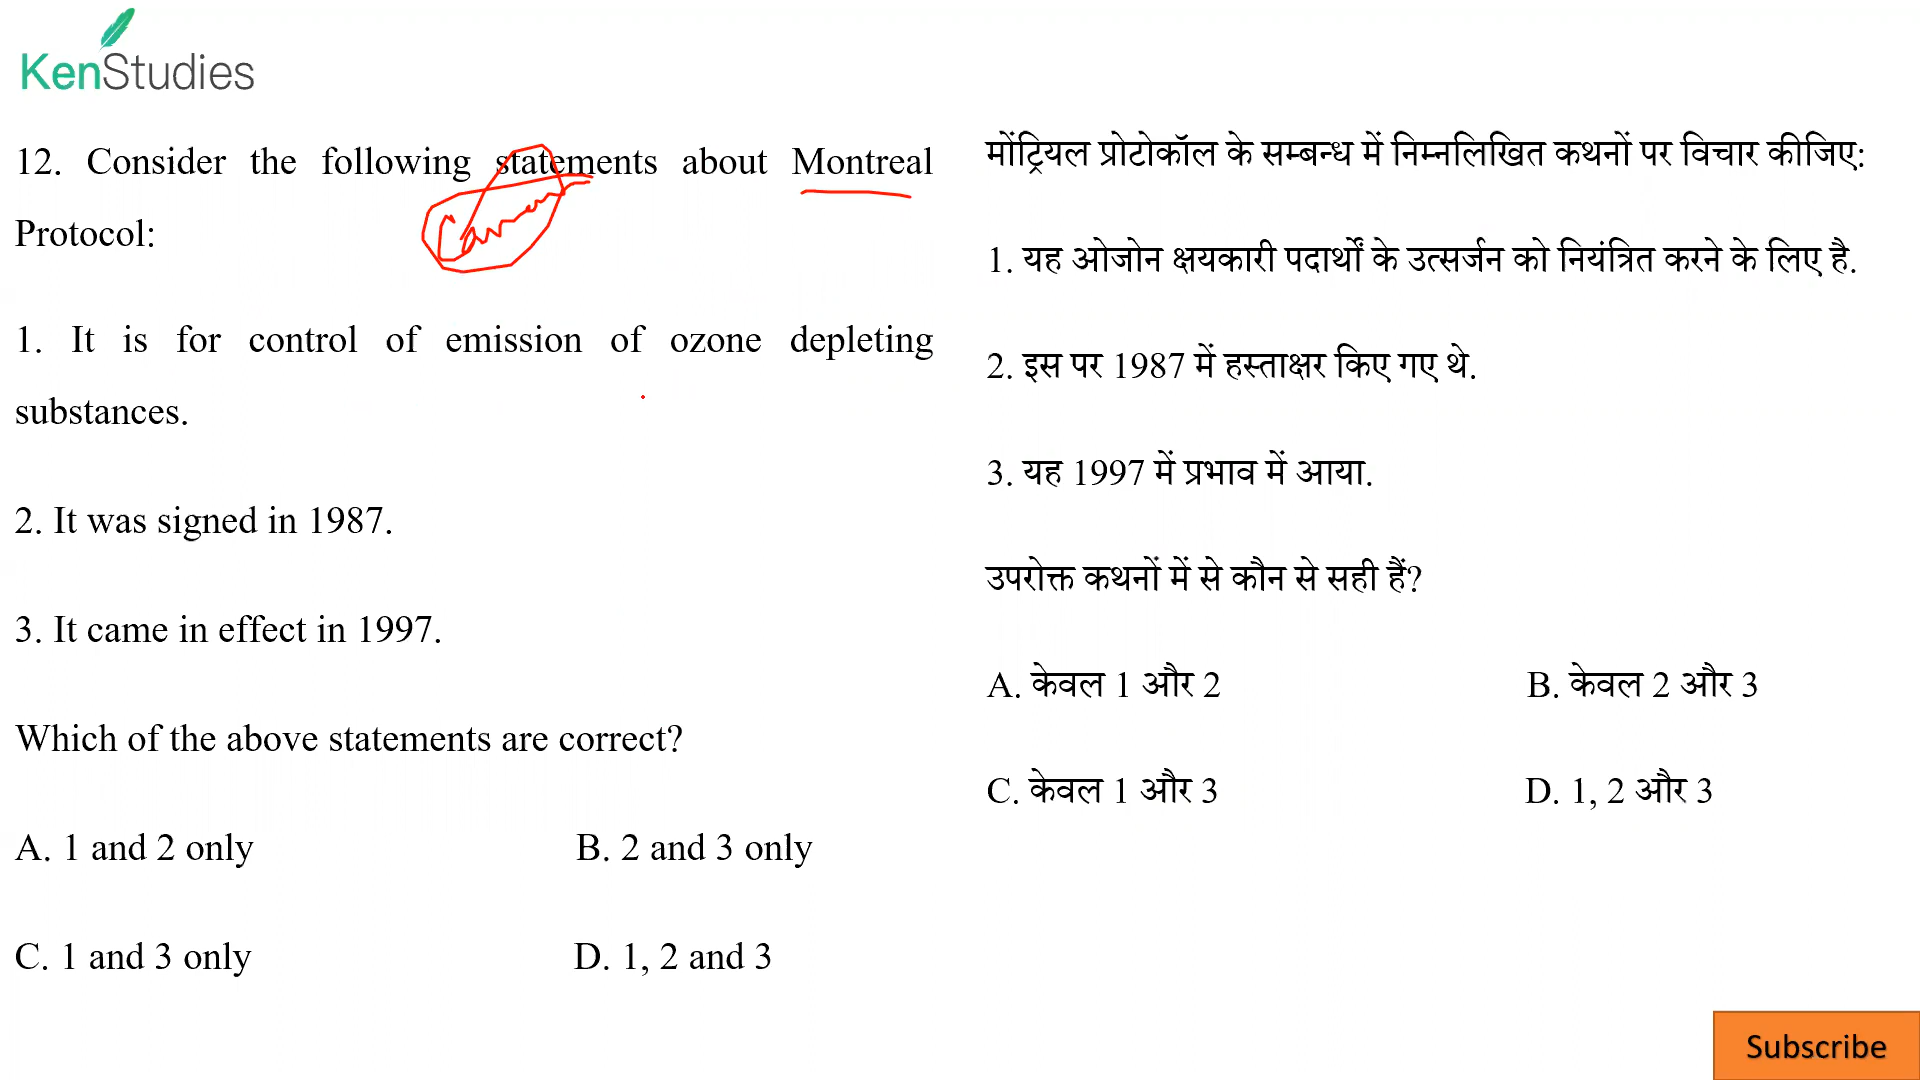 KenStudies
12. Consider the following statements about Montreal
Protocol:
1. It is for control of emission of ozone depleting
substances.
2. It was signed in 1987.
3. It came in effect in 1997.
Which of the above statements are correct?
A. 1 and 2 only B. 2 and 3 only
C. 1 and 3 only D. 1, 2 and 3
मोंट्रियल प्रोटोकॉल के सम्बन्ध में निम्नलिखित कथनों पर विचार कीजिए:
1. यह ओजोन क्षयकारी पदार्थों के उत्सर्जन को नियंत्रित करने के लिए है.
2. इस पर 1987 में हस्ताक्षर किए गए थे.
3. यह 1997 में प्रभाव में आया.
उपरोक्त कथनों में से कौन से सही हैं?
A. केवल 1 और 2 B. केवल 2 और 3
C. केवल 1 और 3 D. 1, 2 और 3
Subscribe